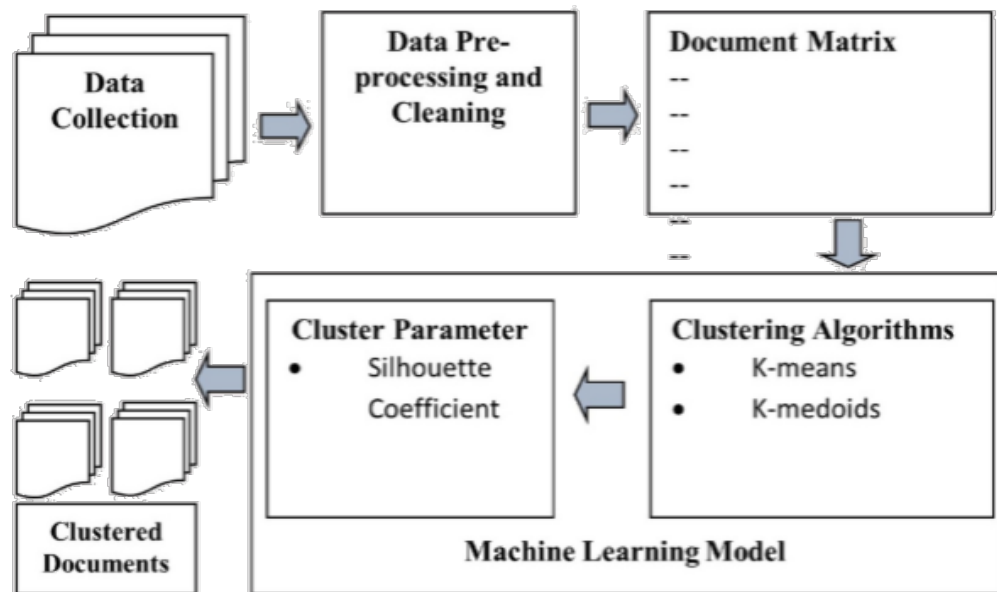 Data
Collection
Data Pre-
processing and
Cleaning
Document Matrix
--
--
--
--
--
--
Clustering Algorithms
• K-means
• K-medoids
Cluster Parameter
• Silhouette
Coefficient
Machine Learning Model
Clustered
Documents